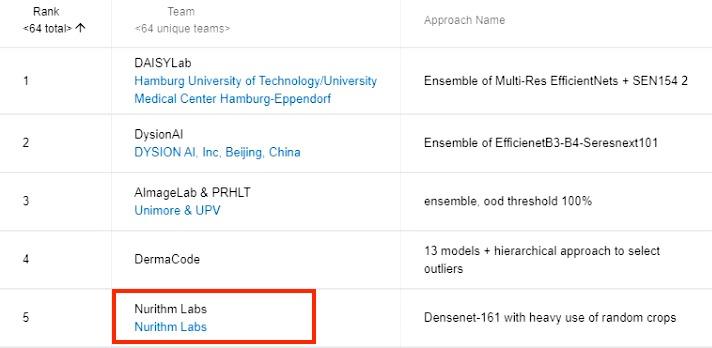 Rank
<64 total> ↑
Team
<64 unique teams>
Approach Name
1
DAISYLab
Hamburg University of Technology/University
Medical Center Hamburg-Eppendorf
Ensemble of Multi-Res EfficientNets + SEN154 2
2
DysionAI
DYSION AI, Inc, Beijing, China
Ensemble of EfficienetB3-B4-Seresnext101
3
AImageLab & PRHLT
Unimore & UPV
ensemble, ood threshold 100%
4
DermaCode
13 models + hierarchical approach to select
outliers
5
Nurithm Labs
Nurithm Labs
Densenet-161 with heavy use of random crops